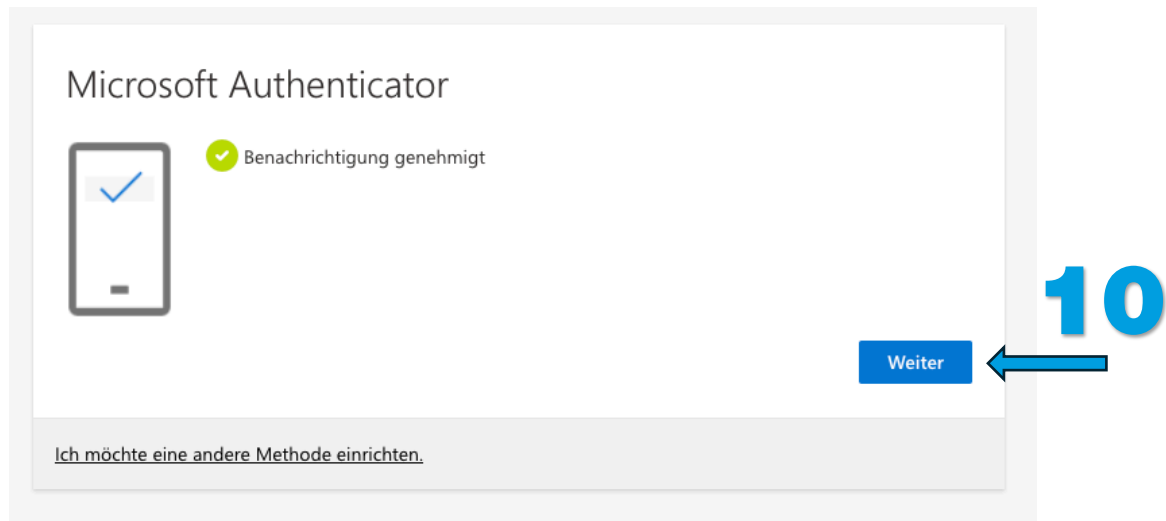 Microsoft Authenticator
Benachrichtigung genehmigt
10
Weiter
Ich möchte eine andere Methode einrichten.